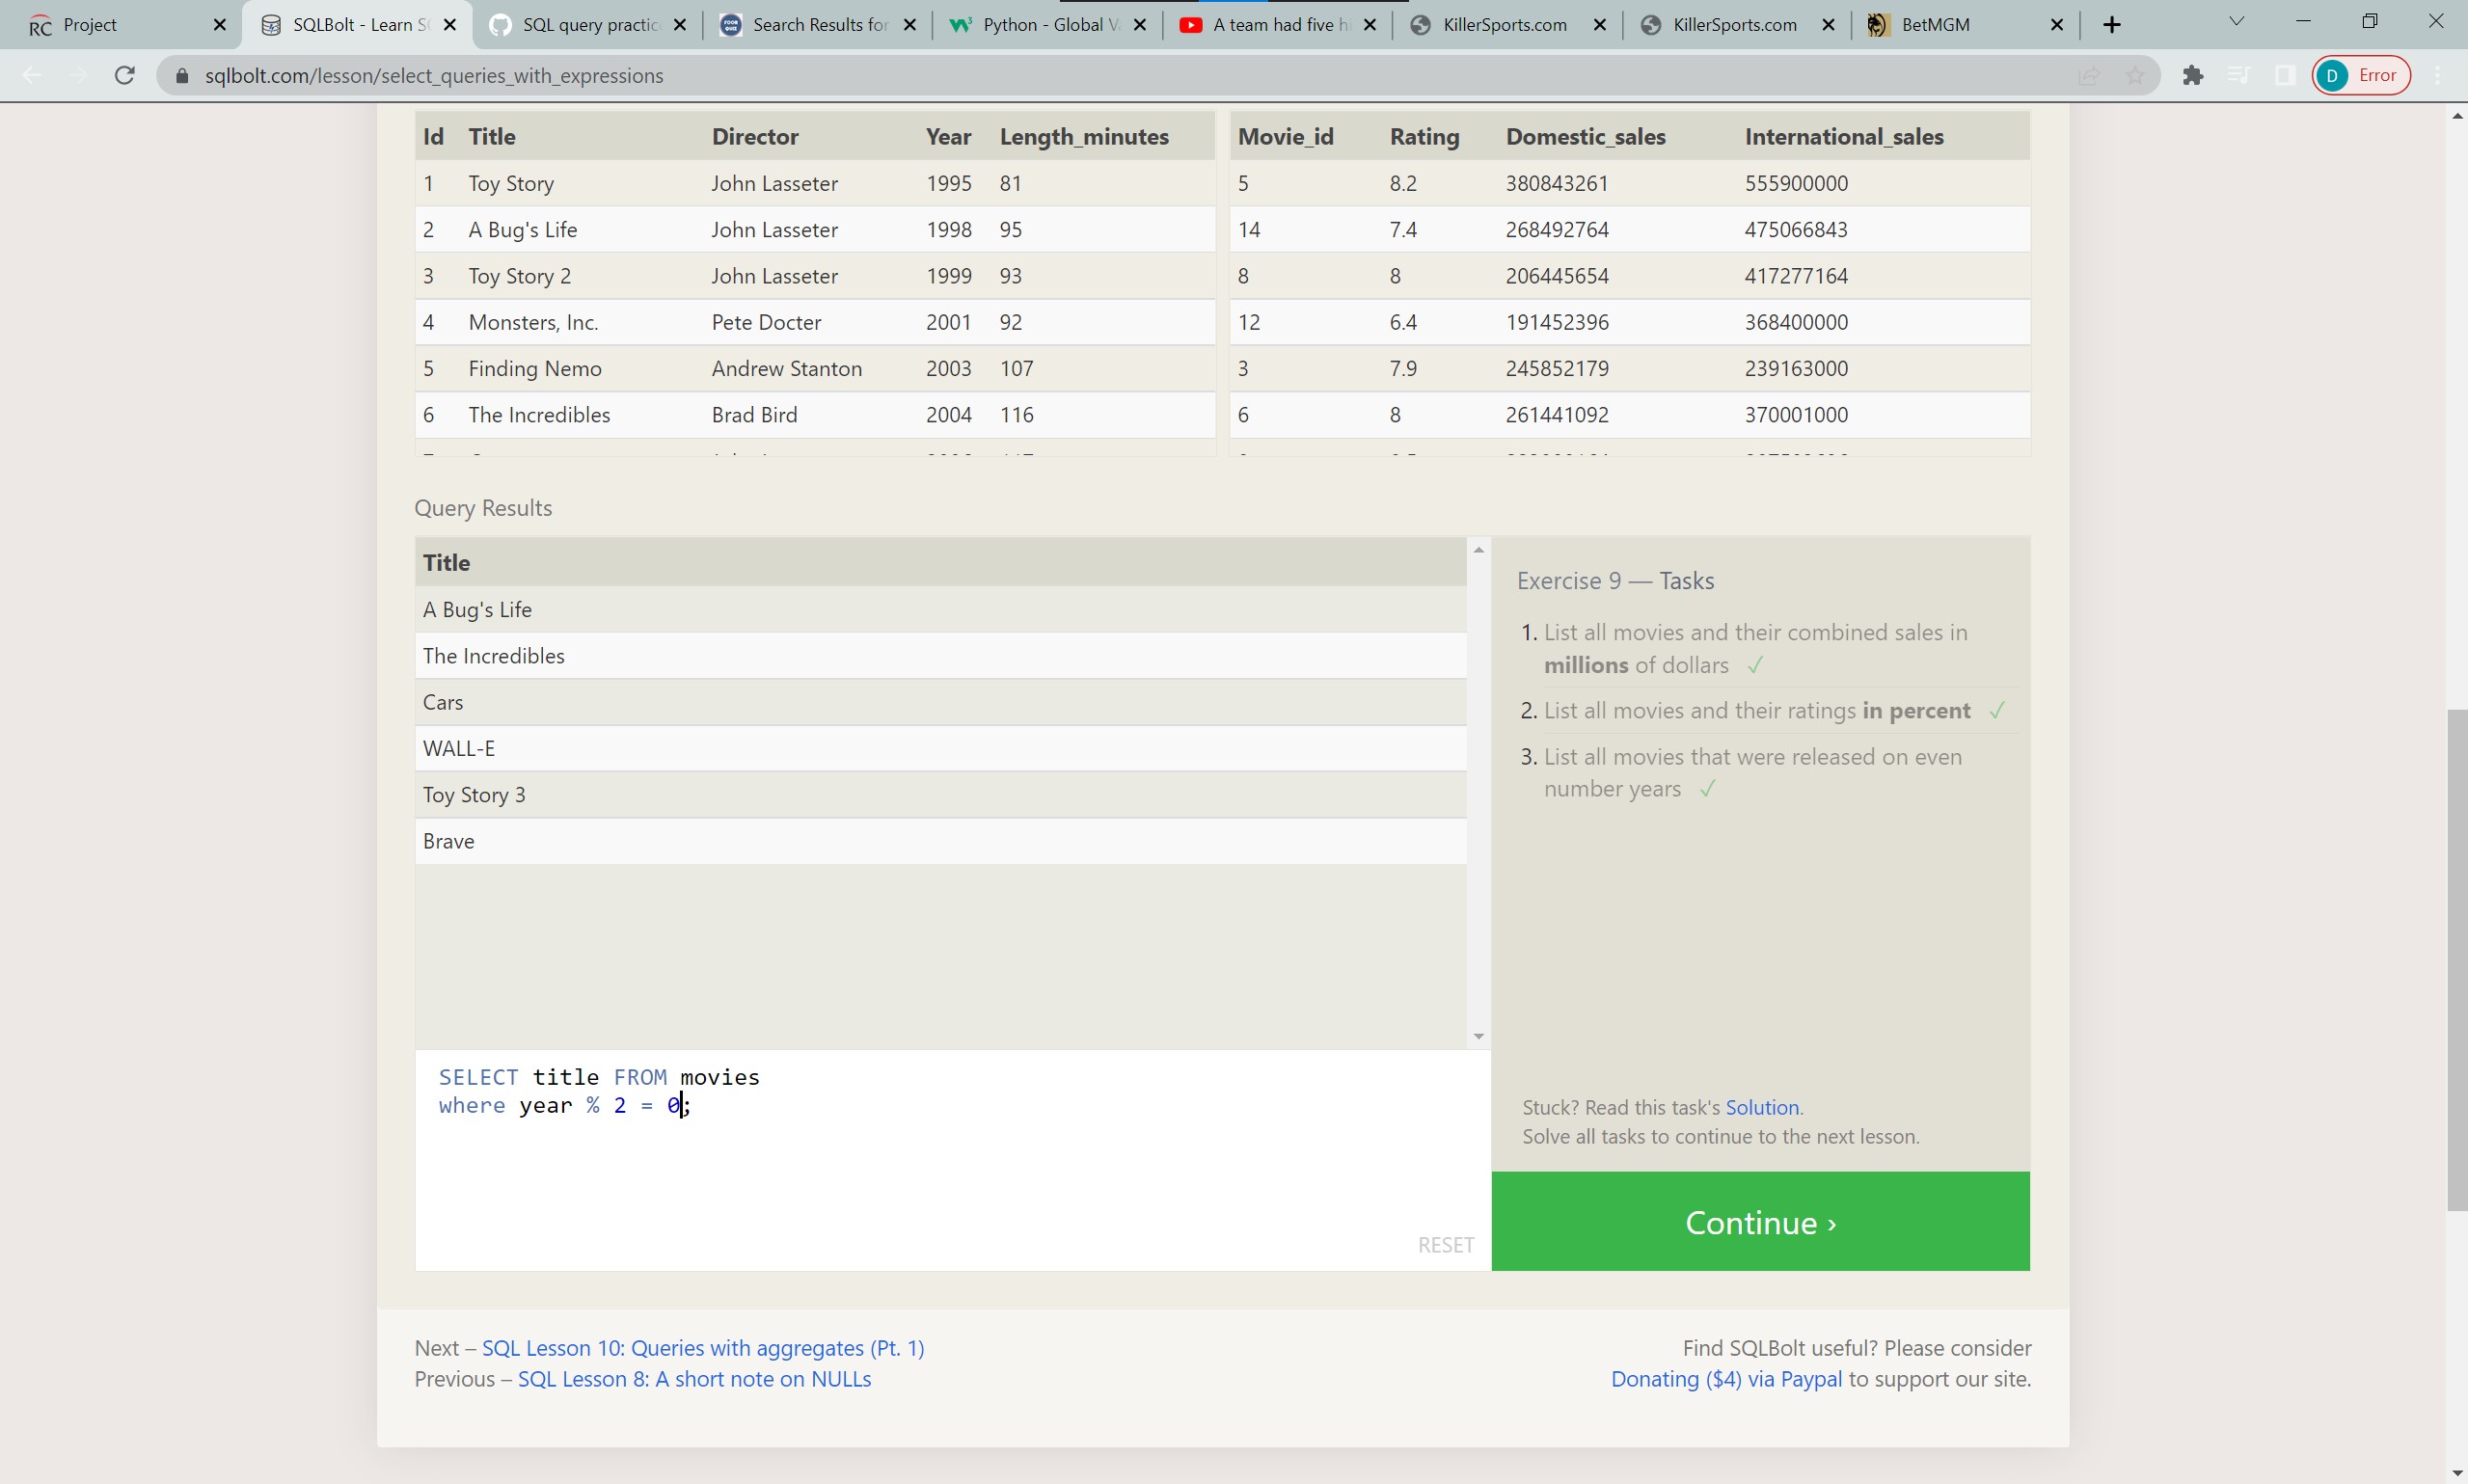 Project
SQLBolt - Learn S
SQL query practic
Search Results for
Python - Global V
A team had five hi
KillerSports.com
KillerSports.com
BetMGM
sqlbolt.com/lesson/select_queries_with_expressions
D Error
Id Title Director Year Length_minutes
1 Toy Story John Lasseter 1995 81
2 A Bug's Life John Lasseter 1998 95
3 Toy Story 2 John Lasseter 1999 93
4 Monsters, Inc. Pete Docter 2001 92
5 Finding Nemo Andrew Stanton 2003 107
6 The Incredibles Brad Bird 2004 116
Movie_id Rating Domestic_sales International_sales
5 8.2 380843261 555900000
14 7.4 268492764 475066843
8 8 206445654 417277164
12 6.4 191452396 368400000
3 7.9 245852179 239163000
6 8 261441092 370001000
Query Results
Title
A Bug's Life
The Incredibles
Cars
WALL-E
Toy Story 3
Brave
SELECT title FROM movies
where year % 2 = 0;
RESET
Exercise 9 — Tasks
1. List all movies and their combined sales in
millions of dollars ✓
2. List all movies and their ratings in percent ✓
3. List all movies that were released on even
number years ✓
Stuck? Read this task's Solution.
Solve all tasks to continue to the next lesson.
Continue ›
Next – SQL Lesson 10: Queries with aggregates (Pt. 1)
Previous – SQL Lesson 8: A short note on NULLs
Find SQLBolt useful? Please consider
Donating ($4) via Paypal to support our site.